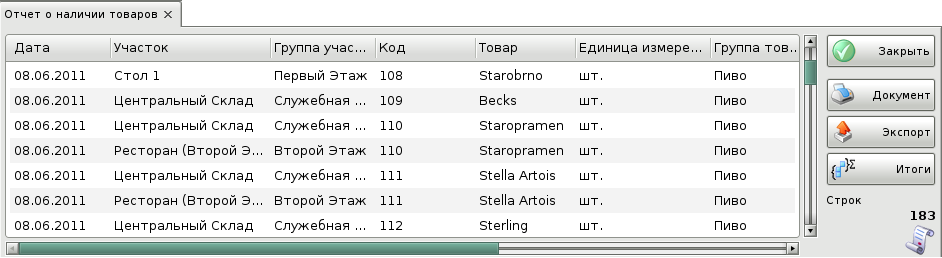 Отчет о наличии товаров ×
Дата Участок Группа учас... Код Товар Единица измере... Группа тов...
08.06.2011 Стол 1 Первый Этаж 108 Starobrno шт. Пиво
08.06.2011 Центральный Склад Служебная ... 109 Becks шт. Пиво
08.06.2011 Центральный Склад Служебная ... 110 Staropramen шт. Пиво
08.06.2011 Ресторан (Второй Э... Второй Этаж 110 Staropramen шт. Пиво
08.06.2011 Центральный Склад Служебная ... 111 Stella Artois шт. Пиво
08.06.2011 Ресторан (Второй Э... Второй Этаж 111 Stella Artois шт. Пиво
08.06.2011 Центральный Склад Служебная ... 112 Sterling шт. Пиво
Закрыть
Документ
Экспорт
Итоги
Строк
183